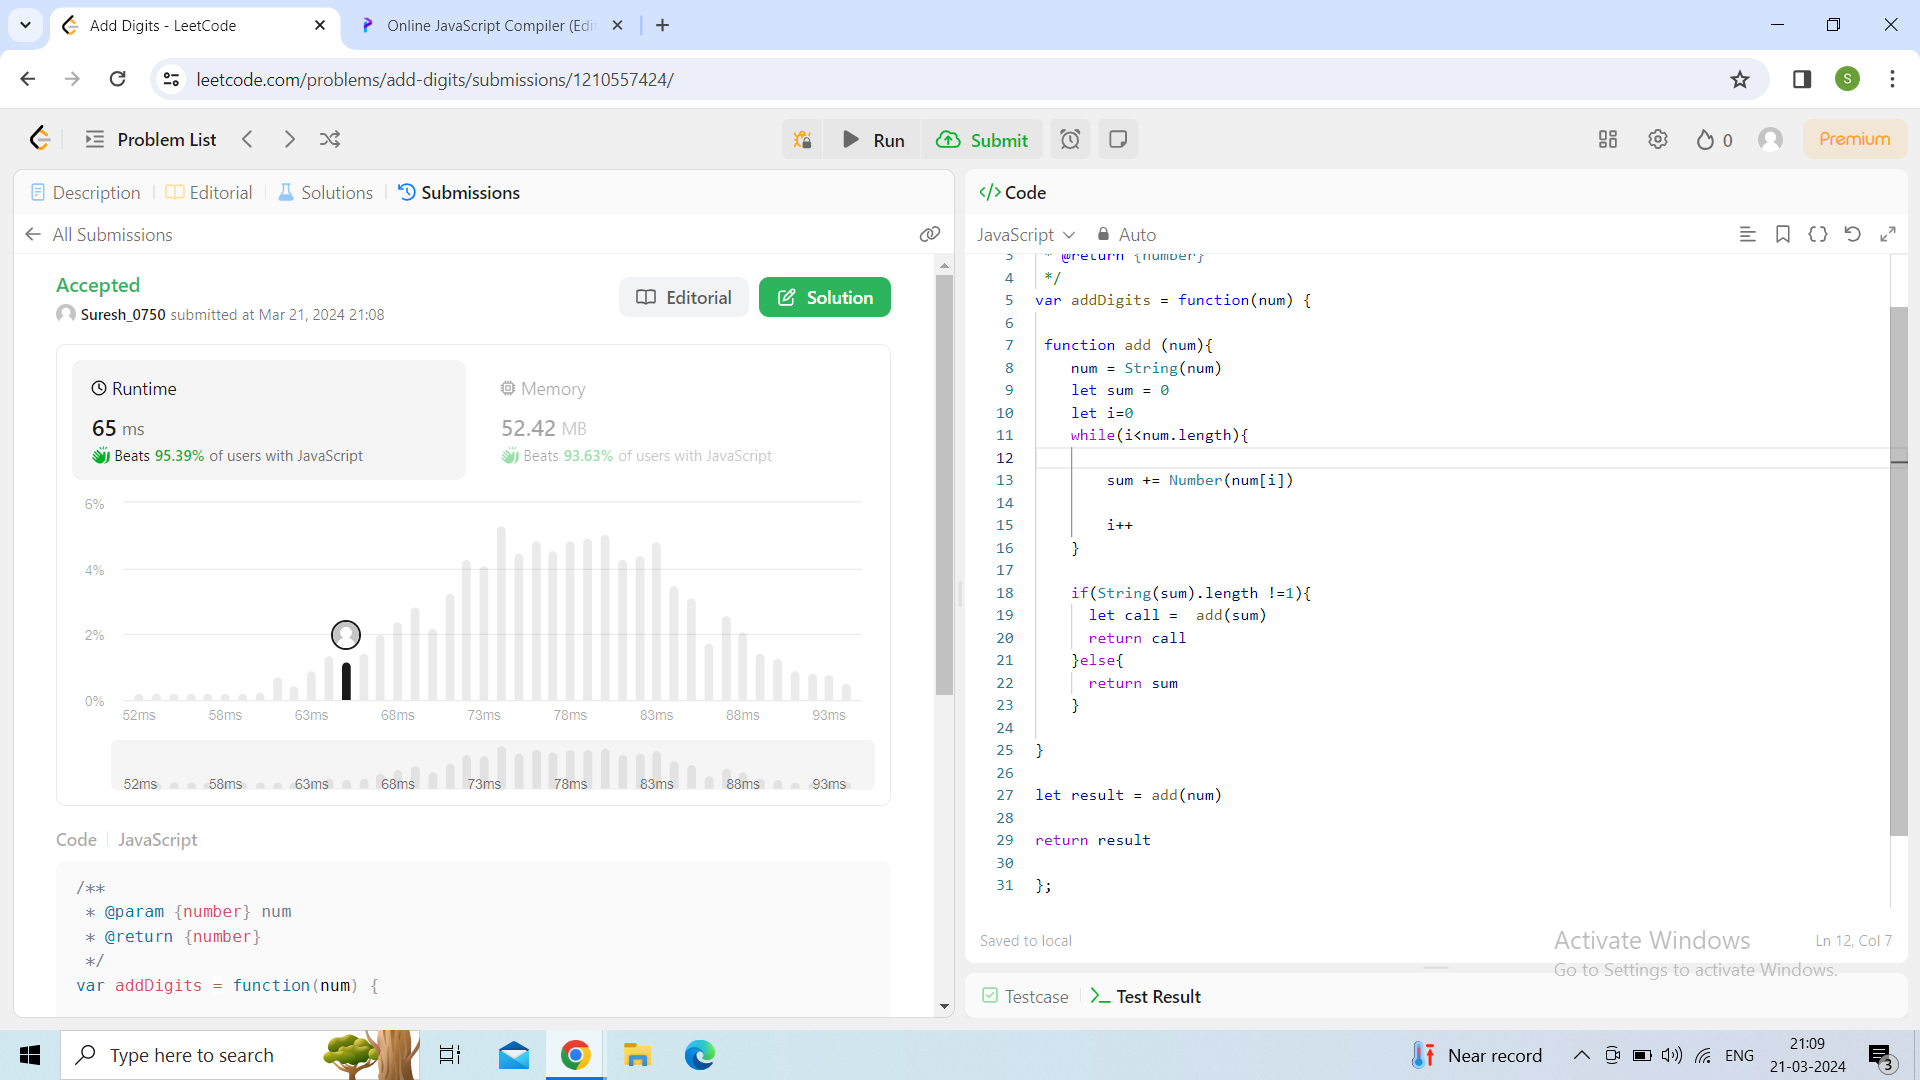 Add Digits - LeetCode
Online JavaScript Compiler (Edi
leetcode.com/problems/add-digits/submissions/1210557424/
S
Problem List
Run
Submit
0
Premium
Description
Editorial
Solutions
Submissions
All Submissions
Accepted
Suresh_0750 submitted at Mar 21, 2024 21:08
Editorial
Solution
Runtime
65 ms
Beats 95.39% of users with JavaScript
Memory
52.42 MB
Beats 93.63% of users with JavaScript
6%
4%
2%
0%
52ms 58ms 63ms 68ms 73ms 78ms 83ms 88ms 93ms
52ms 58ms 63ms 68ms 73ms 78ms 83ms 88ms 93ms
Code JavaScript
/**
* @param {number} num
* @return {number}
*/
var addDigits = function(num) {
</> Code
JavaScript
Auto
3 * @return {number}
4 */
5 var addDigits = function(num) {
6
7 function add (num){
8 num = String(num)
9 let sum = 0
10 let i=0
11 while(i<num.length){
12
13 sum += Number(num[i])
14
15 i++
16 }
17
18 if(String(sum).length !=1){
19 let call =  add(sum)
20 return call
21 }else{
22 return sum
23 }
24
25 }
26
27 let result = add(num)
28
29 return result
30
31 };
Saved to local
Ln 12, Col 7
Activate Windows
Go to Settings to activate Windows.
Testcase
Test Result
Type here to search
Near record
ENG
21:09
21-03-2024
3